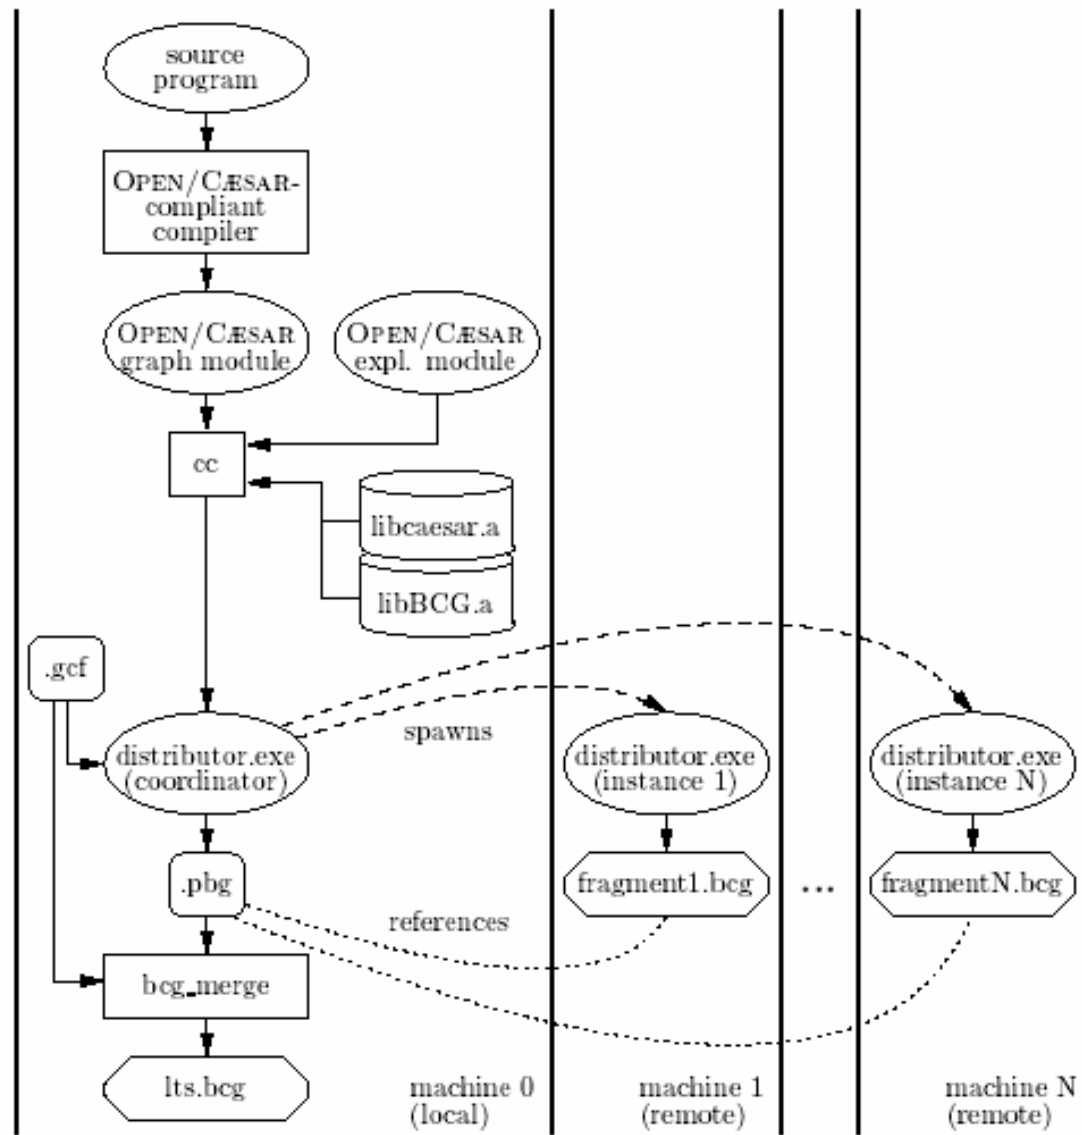 source
program
OPEN/CÆSAR-
compliant
compiler
OPEN/CÆSAR
graph module
OPEN/CÆSAR
expl. module
cc
libcaesar.a
libBCG.a
.gcf
spawns
distributor.exe
(coordinator)
distributor.exe
(instance 1)
distributor.exe
(instance N)
.pbg
fragment1.bcg
...
fragmentN.bcg
references
bcg_merge
lts.bcg
machine 0
(local)
machine 1
(remote)
machine N
(remote)